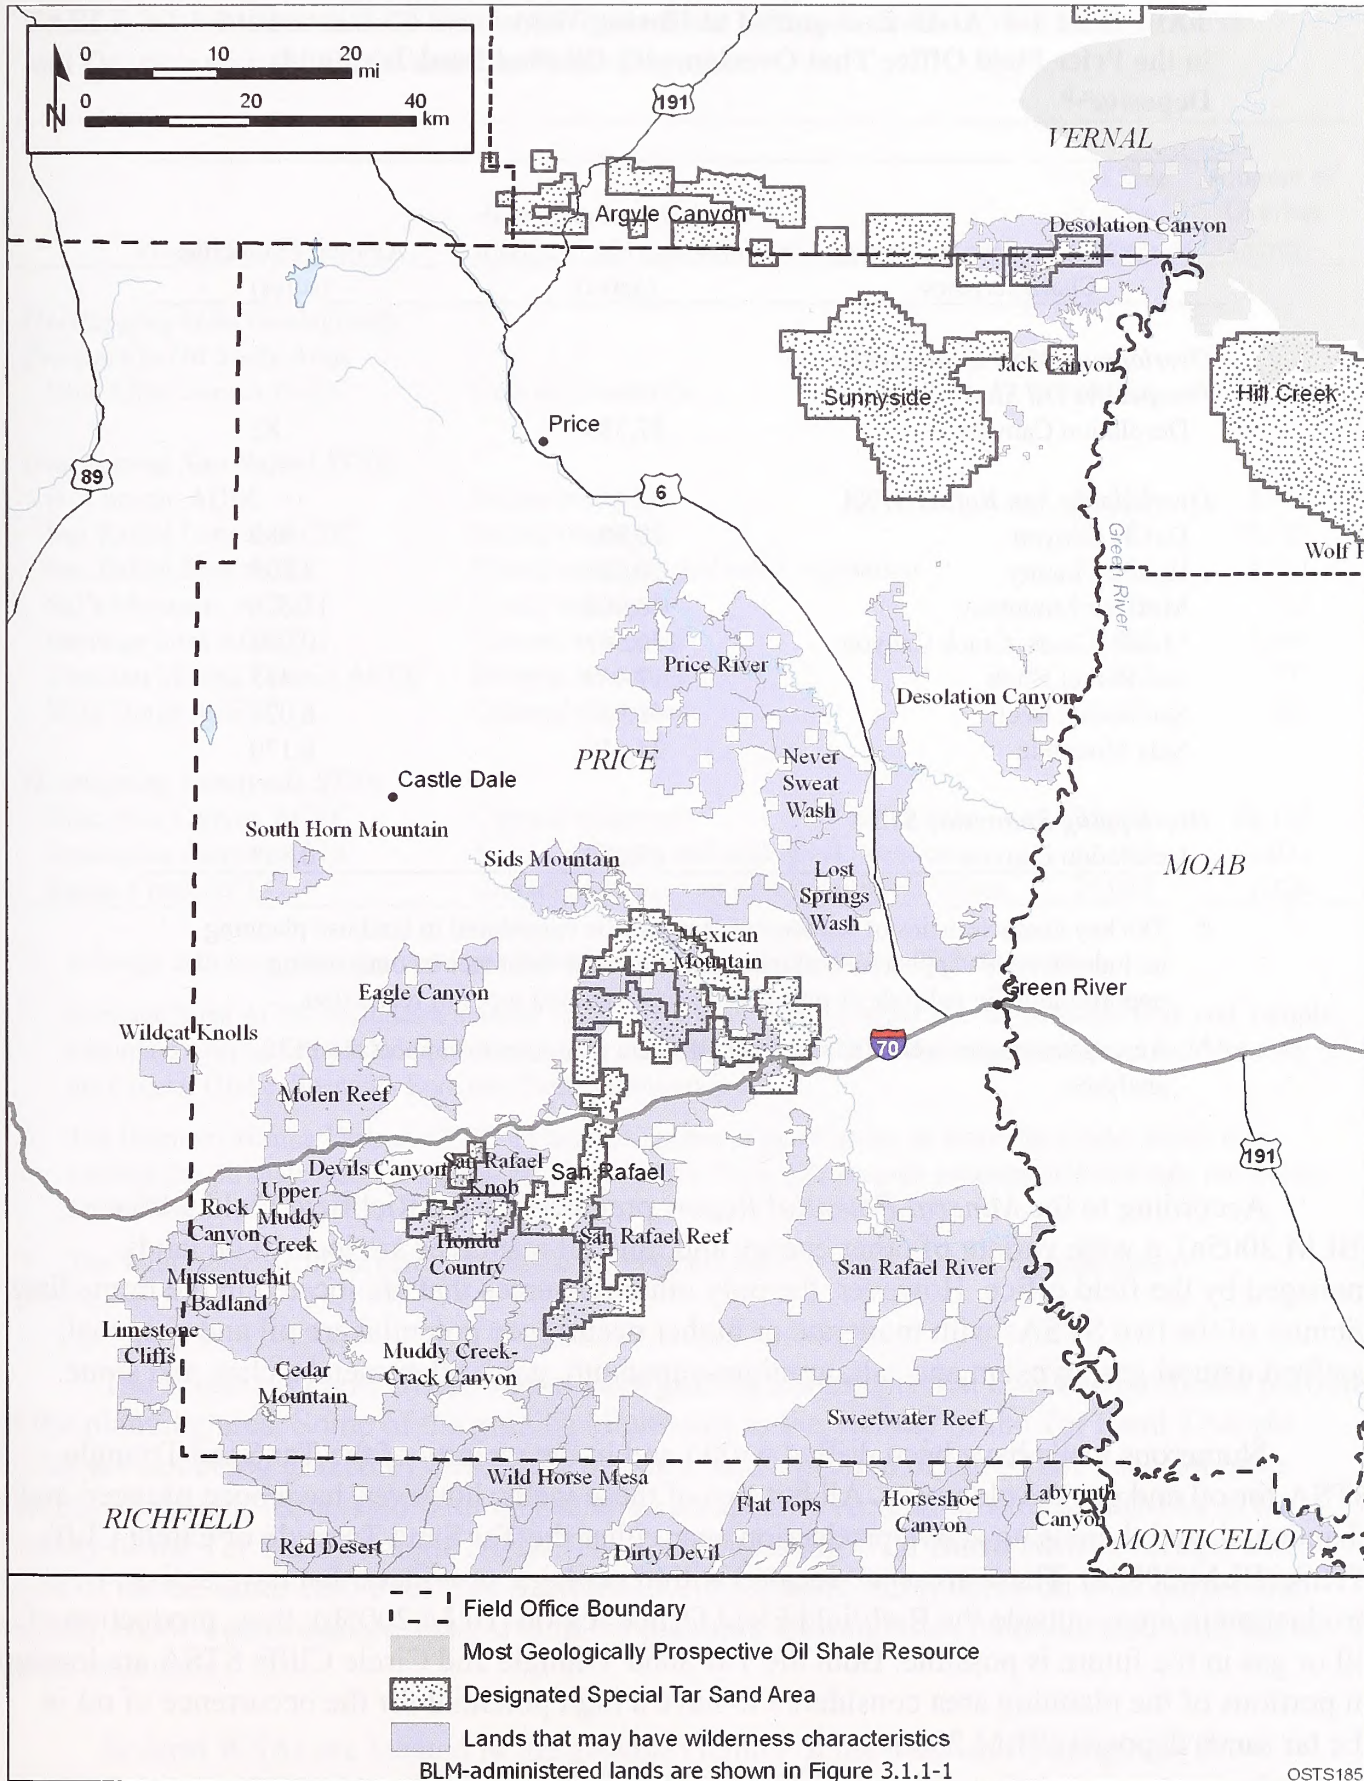 0 10 20
mi
0 20 40
km
N
191
VERNAL
Argyle Canyon
Desolation Canyon
Jack Canyon
Sunnyside
Hill Creek
Price
89
6
Green River
Price River
Desolation Canyon
PRICE
Never
Sweat
Wash
Castle Dale
South Horn Mountain
Sids Mountain
Lost
Springs
Wash
MOAB
Mexican
Mountain
Eagle Canyon
Green River
Wildcat Knolls
70
Molen Reef
191
Devils Canyon
San Rafael
Knob
San Rafael
Upper
Muddy
Creek
Rock
Canyon
San Rafael Reef
Hondu
Country
San Rafael River
Mussentuchit
Badland
Limestone
Cliffs
Muddy Creek-
Crack Canyon
Cedar
Mountain
Sweetwater Reef
Wild Horse Mesa
Flat Tops
Horseshoe
Canyon
Labyrinth
Canyon
RICHFIELD
MONTICELLO
Red Desert
Dirty Devil
Field Office Boundary
Most Geologically Prospective Oil Shale Resource
Designated Special Tar Sand Area
Lands that may have wilderness characteristics
BLM-administered lands are shown in Figure 3.1.1-1
OSTS185